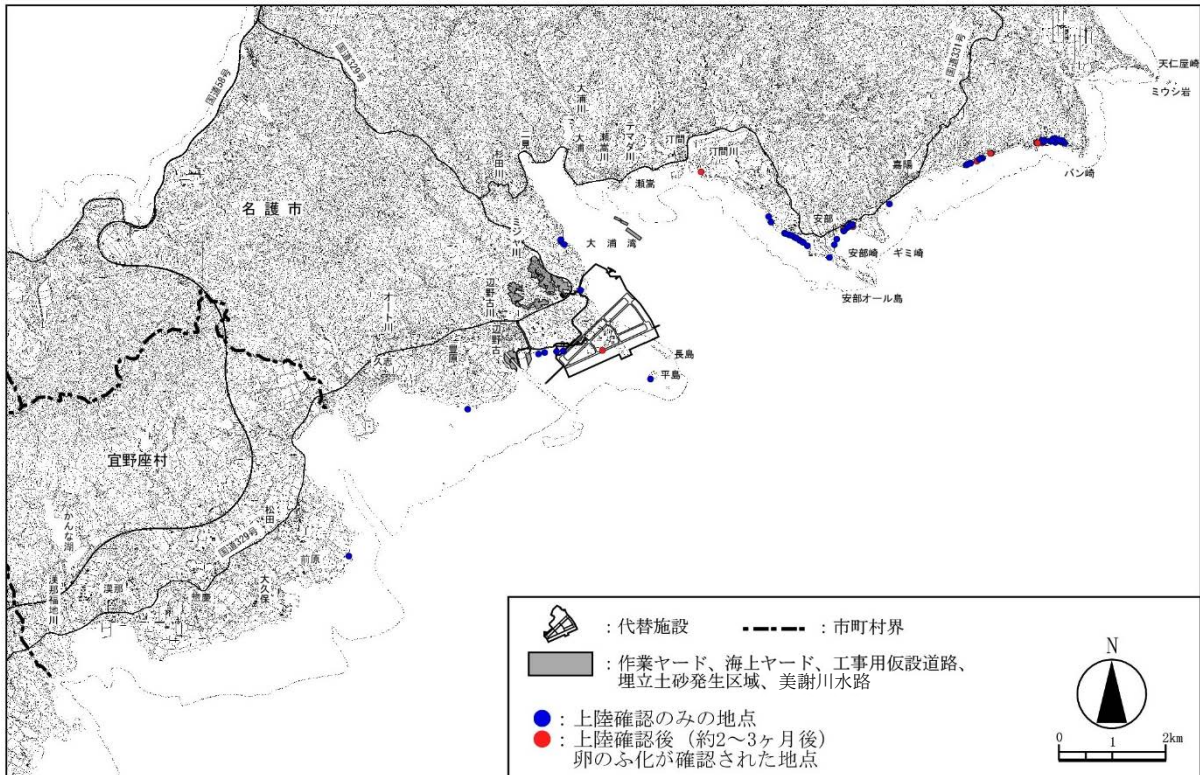 国道58号
国道329号
国道331号
天仁屋崎
ミウシ岩
バン崎
嘉陽
ギミ崎
安部
安部崎
安部オール島
汀間
汀間川
テマダ川
瀬嵩川
瀬嵩
大浦川
大浦
二見
杉田川
大浦湾
名護市
辺野古川
辺野古
豊原
久志
長島
平島
宜野座村
かんな湖
松田
国道329号
前原
大久保
惣慶
漢那
N
0 1 2km
：代替施設
：市町村界
：作業ヤード、海上ヤード、工事用仮設道路、
埋立土砂発生区域、美謝川水路
：上陸確認のみの地点
：上陸確認後（約2～3ヶ月後）
卵のふ化が確認された地点